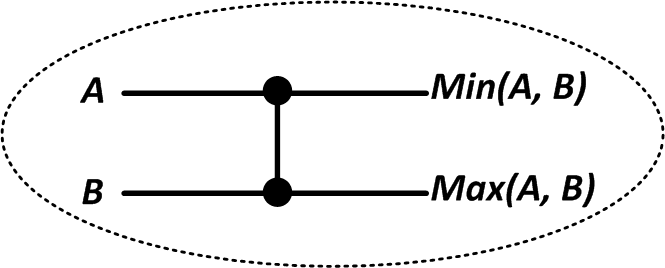 A Min(A, B)
B Max(A, B)